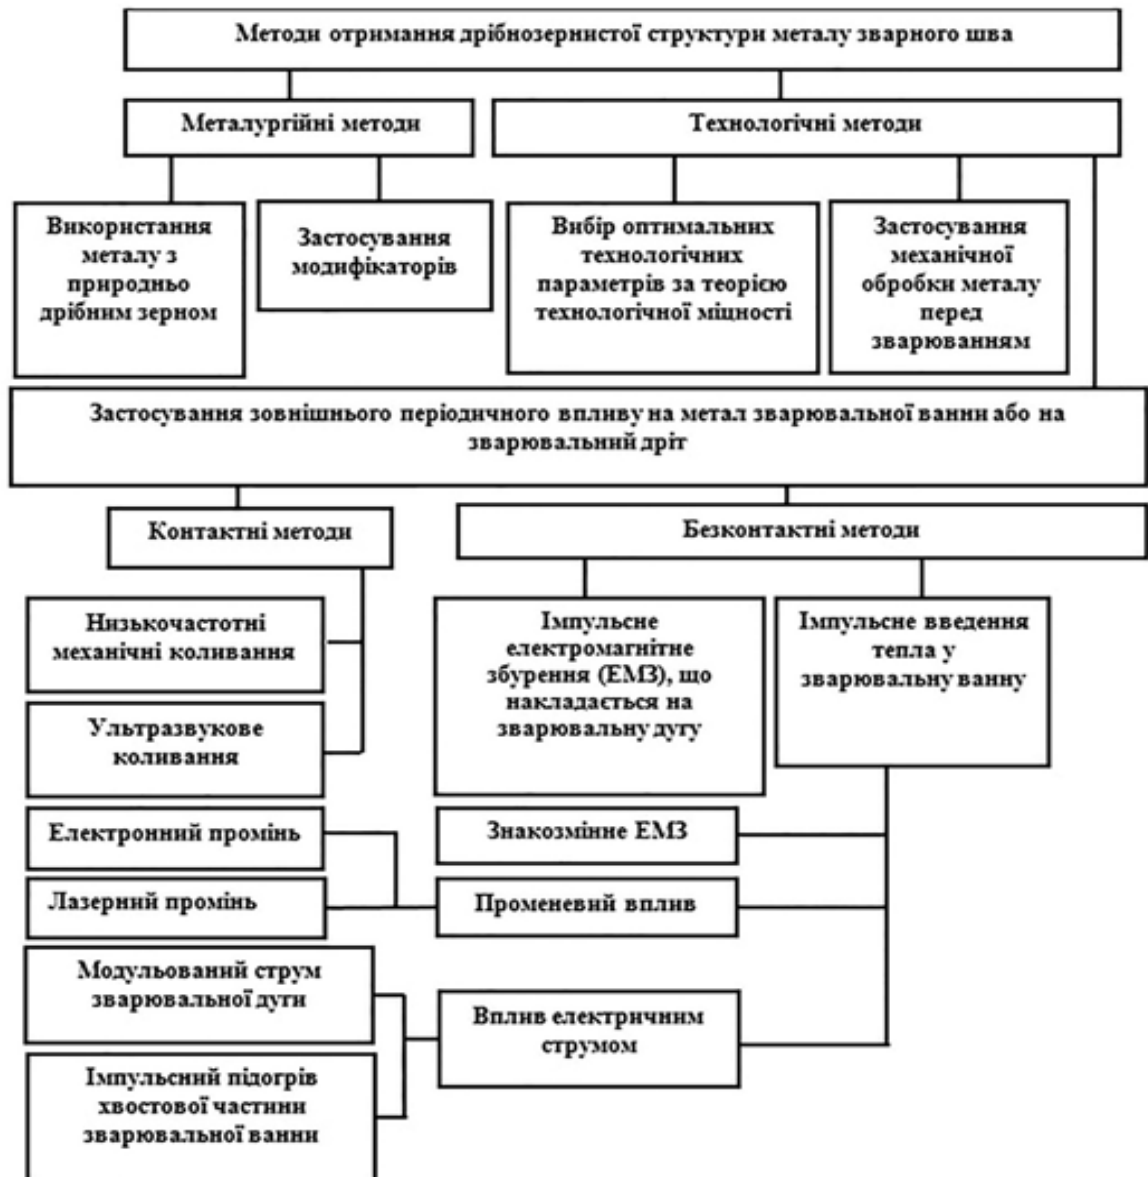 Методи отримання дрібнозернистої структури металу зварного шва
Металургійні методи
Технологічні методи
Використання
металу з
природньо
дрібним зерном
Застосування
модифікаторів
Вибір оптимальних
технологічних
параметрів за теорією
технологічної міцності
Застосування
механічної
обробки металу
перед
зварюванням
Застосування зовнішнього періодичного впливу на метал зварювальної ванни або на
зварювальний дріт
Контактні методи
Безконтактні методи
Низькочастотні
механічні коливання
Ультразвукове
коливання
Імпульсне
електромагнітне
збурення (ЕМЗ), що
накладається на
зварювальну дугу
Імпульсне введення
тепла у
зварювальну ванну
Електронний промінь
Лазерний промінь
Знакозмінне ЕМЗ
Променевий вплив
Модульований струм
зварювальної дуги
Імпульсний підогрів
хвостової частини
зварювальної ванни
Вплив електричним
струмом